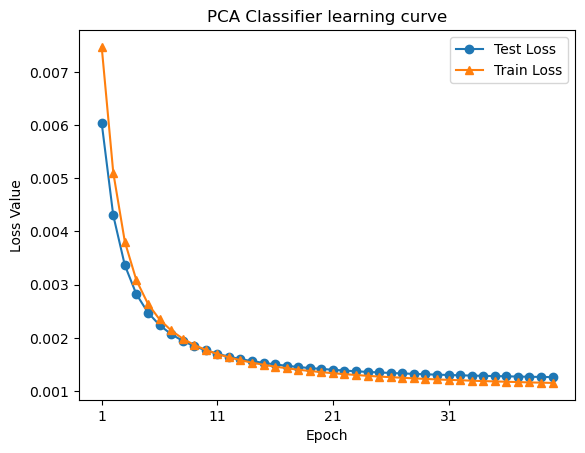 PCA Classifier learning curve
Test Loss
Train Loss
Loss Value
0.007
0.006
0.005
0.004
0.003
0.002
0.001
1
11
21
31
Epoch